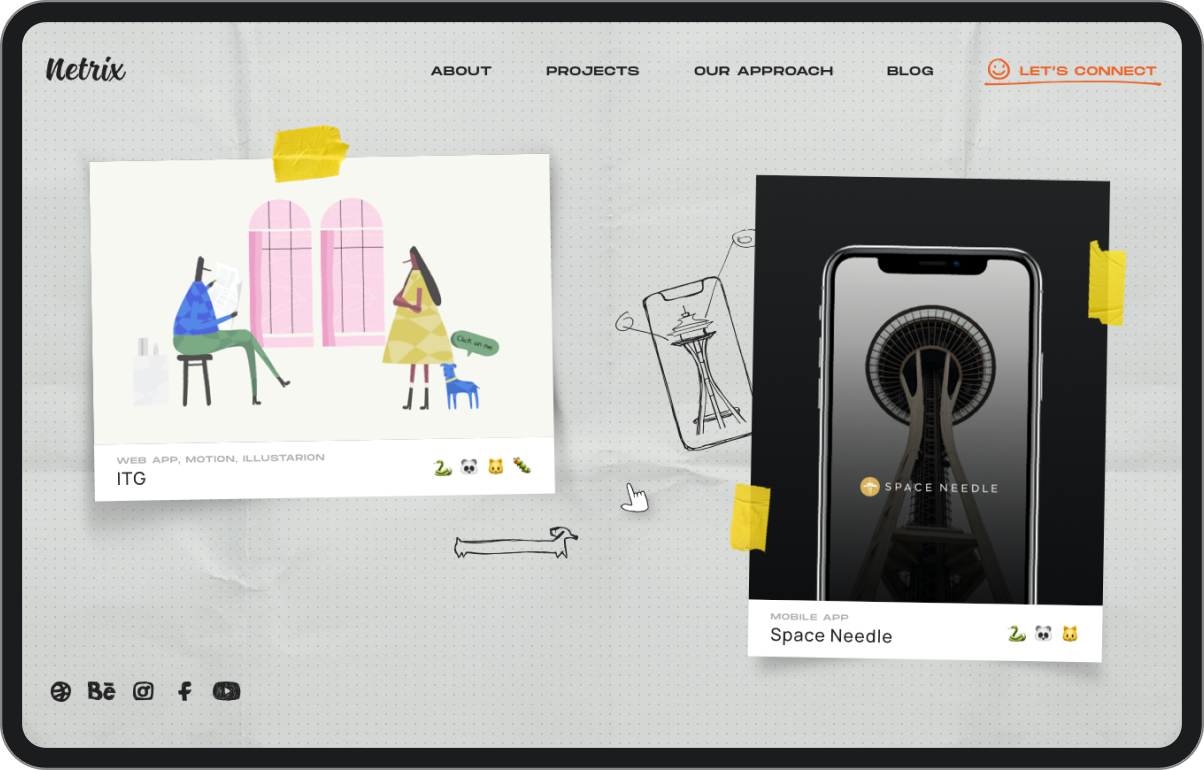 Netrix
ABOUT
PROJECTS
OUR APPROACH
BLOG
LET'S CONNECT
Click on me
WEB APP, MOTION, ILLUSTARION
ITG
SPACE NEEDLE
MOBILE APP
Space Needle
Bē